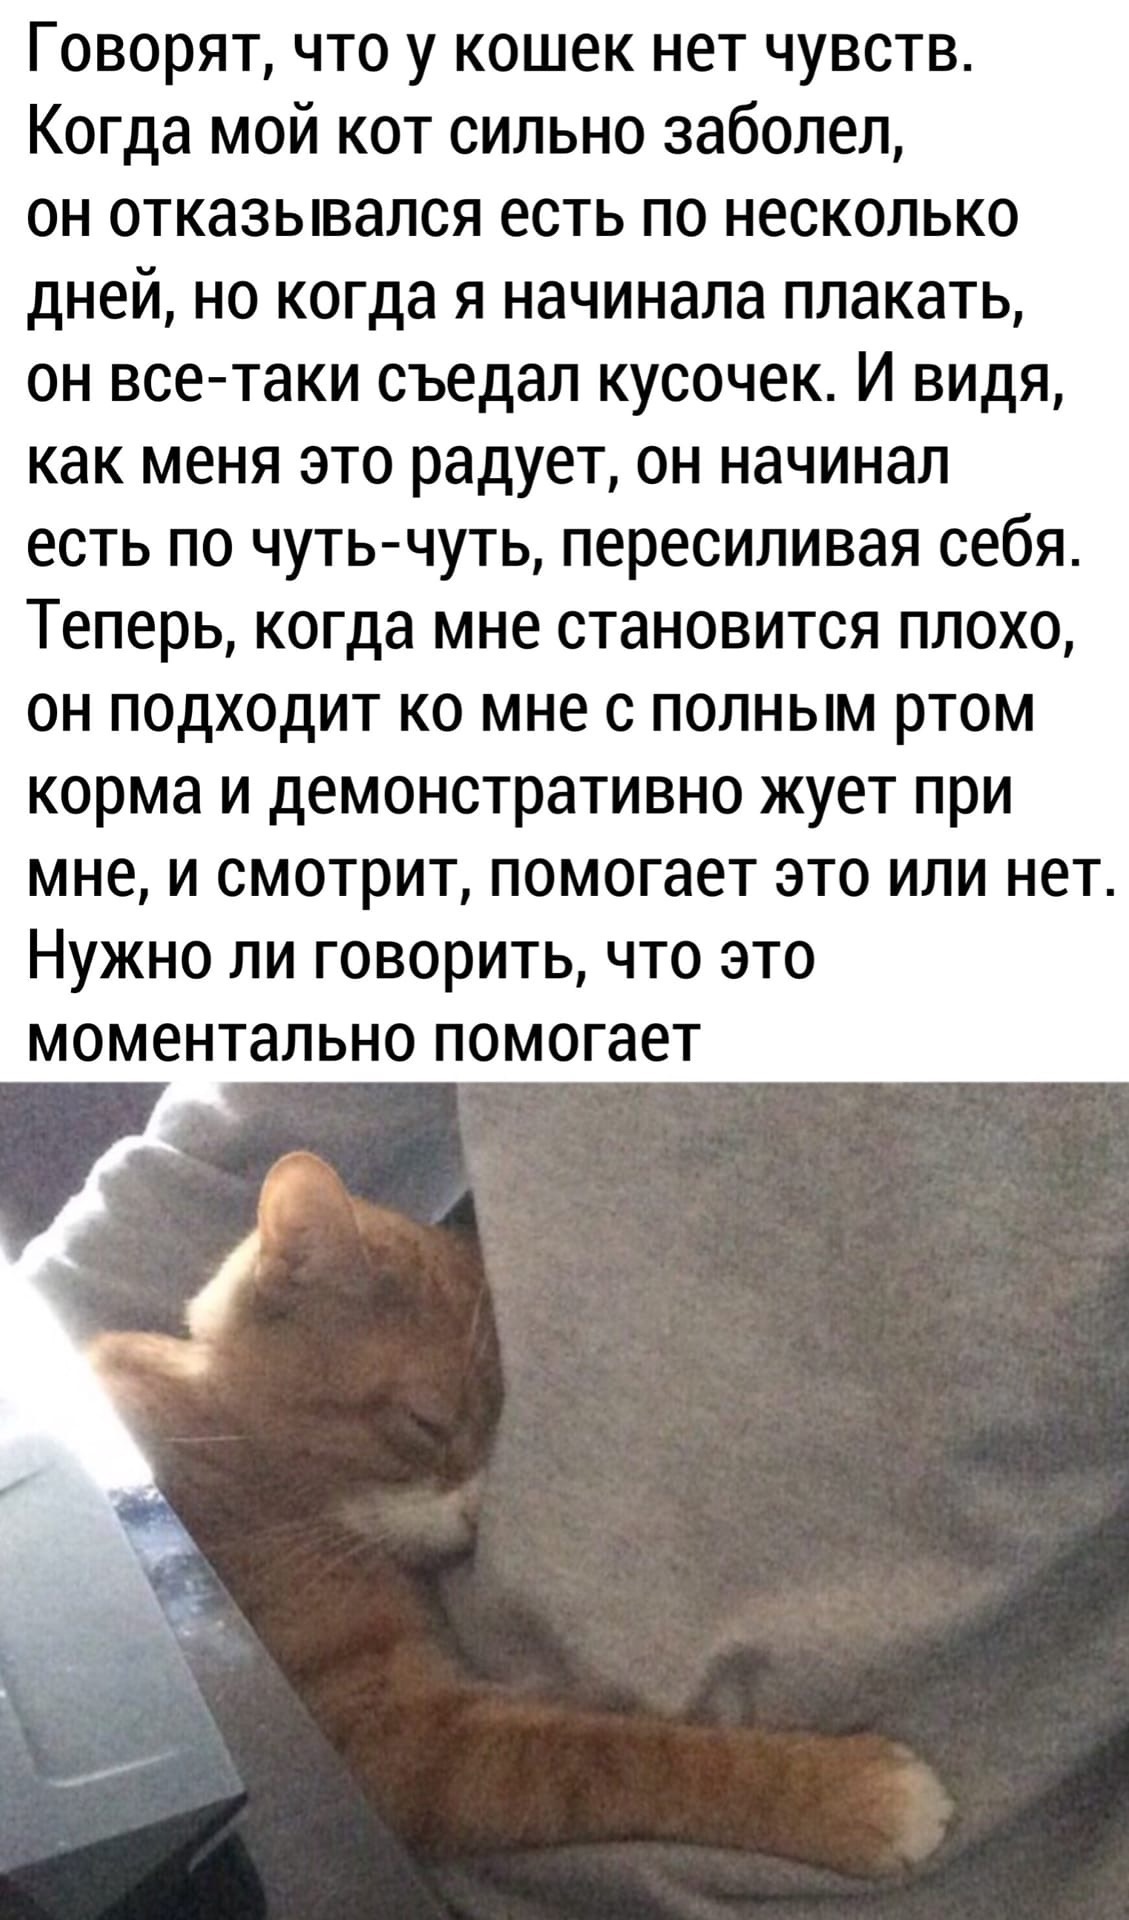 Говорят, что у кошек нет чувств.
Когда мой кот сильно заболел,
он отказывался есть по несколько
дней, но когда я начинала плакать,
он все-таки съедал кусочек. И видя,
как меня это радует, он начинал
есть по чуть-чуть, пересиливая себя.
Теперь, когда мне становится плохо,
он подходит ко мне с полным ртом
корма и демонстративно жует при
мне, и смотрит, помогает это или нет.
Нужно ли говорить, что это
моментально помогает